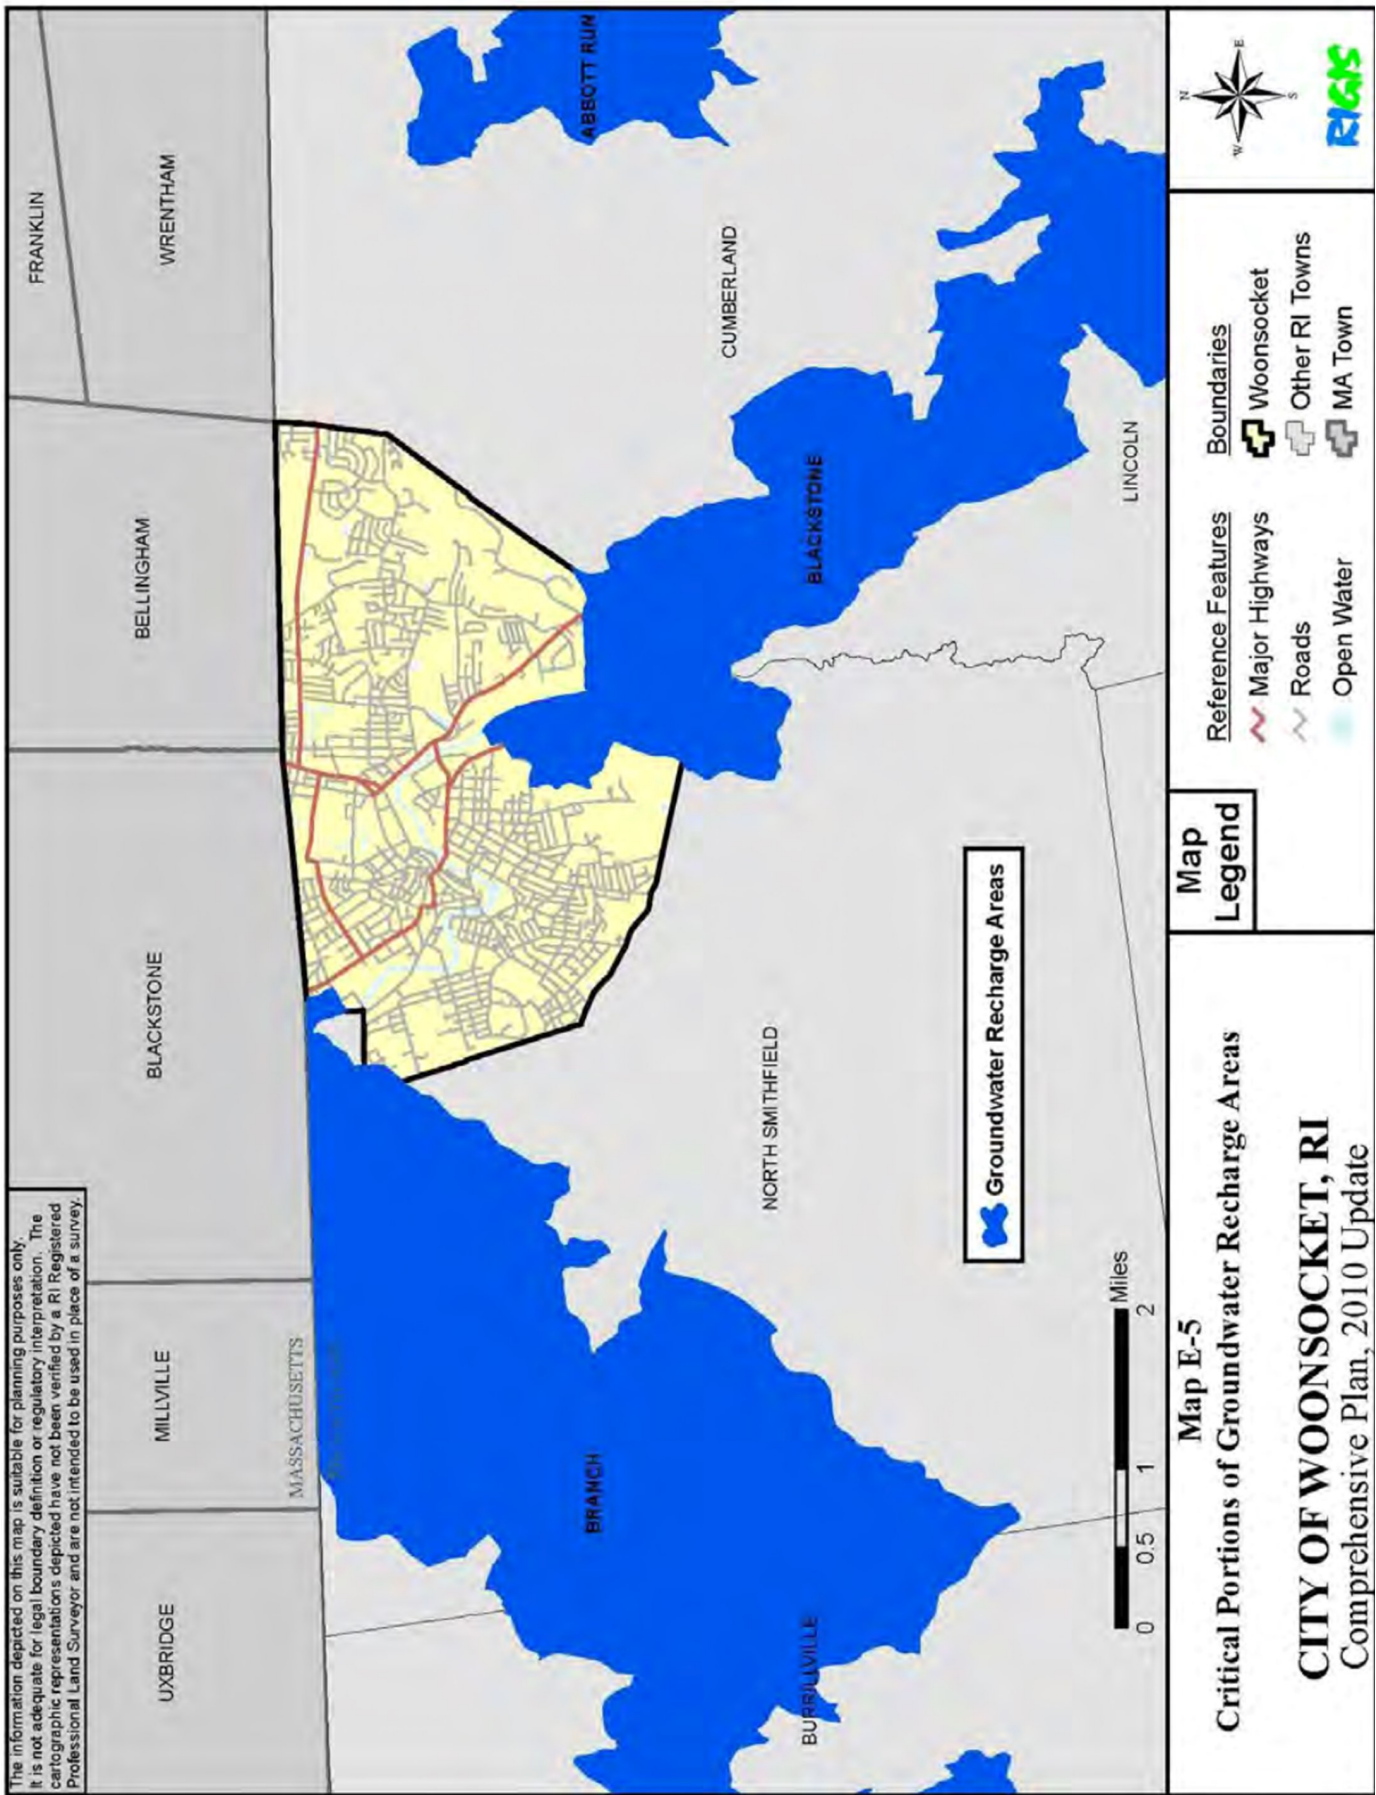 The information depicted on this map is suitable for planning purposes only.
It is not adequate for legal boundary definition or regulatory interpretation. The
cartographic representations depicted have not been verified by a RI Registered
Professional Land Surveyor and are not intended to be used in place of a survey.
FRANKLIN
UXBRIDGE
MILLVILLE
BLACKSTONE
BELLINGHAM
WRENTHAM
MASSACHUSETTS
ABBOTT RUN
BRANCH
CUMBERLAND
NORTH SMITHFIELD
BLACKSTONE
BURRILLVILLE
LINCOLN
Groundwater Recharge Areas
0 0.5 1 2 Miles
Map E-5
Critical Portions of Groundwater Recharge Areas
CITY OF WOONSOCKET, RI
Comprehensive Plan, 2010 Update
Map
Legend
Reference Features
Major Highways
Roads
Open Water
Boundaries
Woonsocket
Other RI Towns
MA Town
N
W
E
S
RIGIS